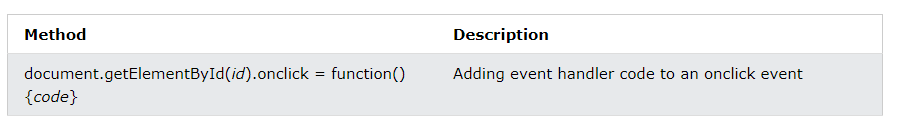 Method Description
document.getElementById(id).onclick = function() Adding event handler code to an onclick event
{code}